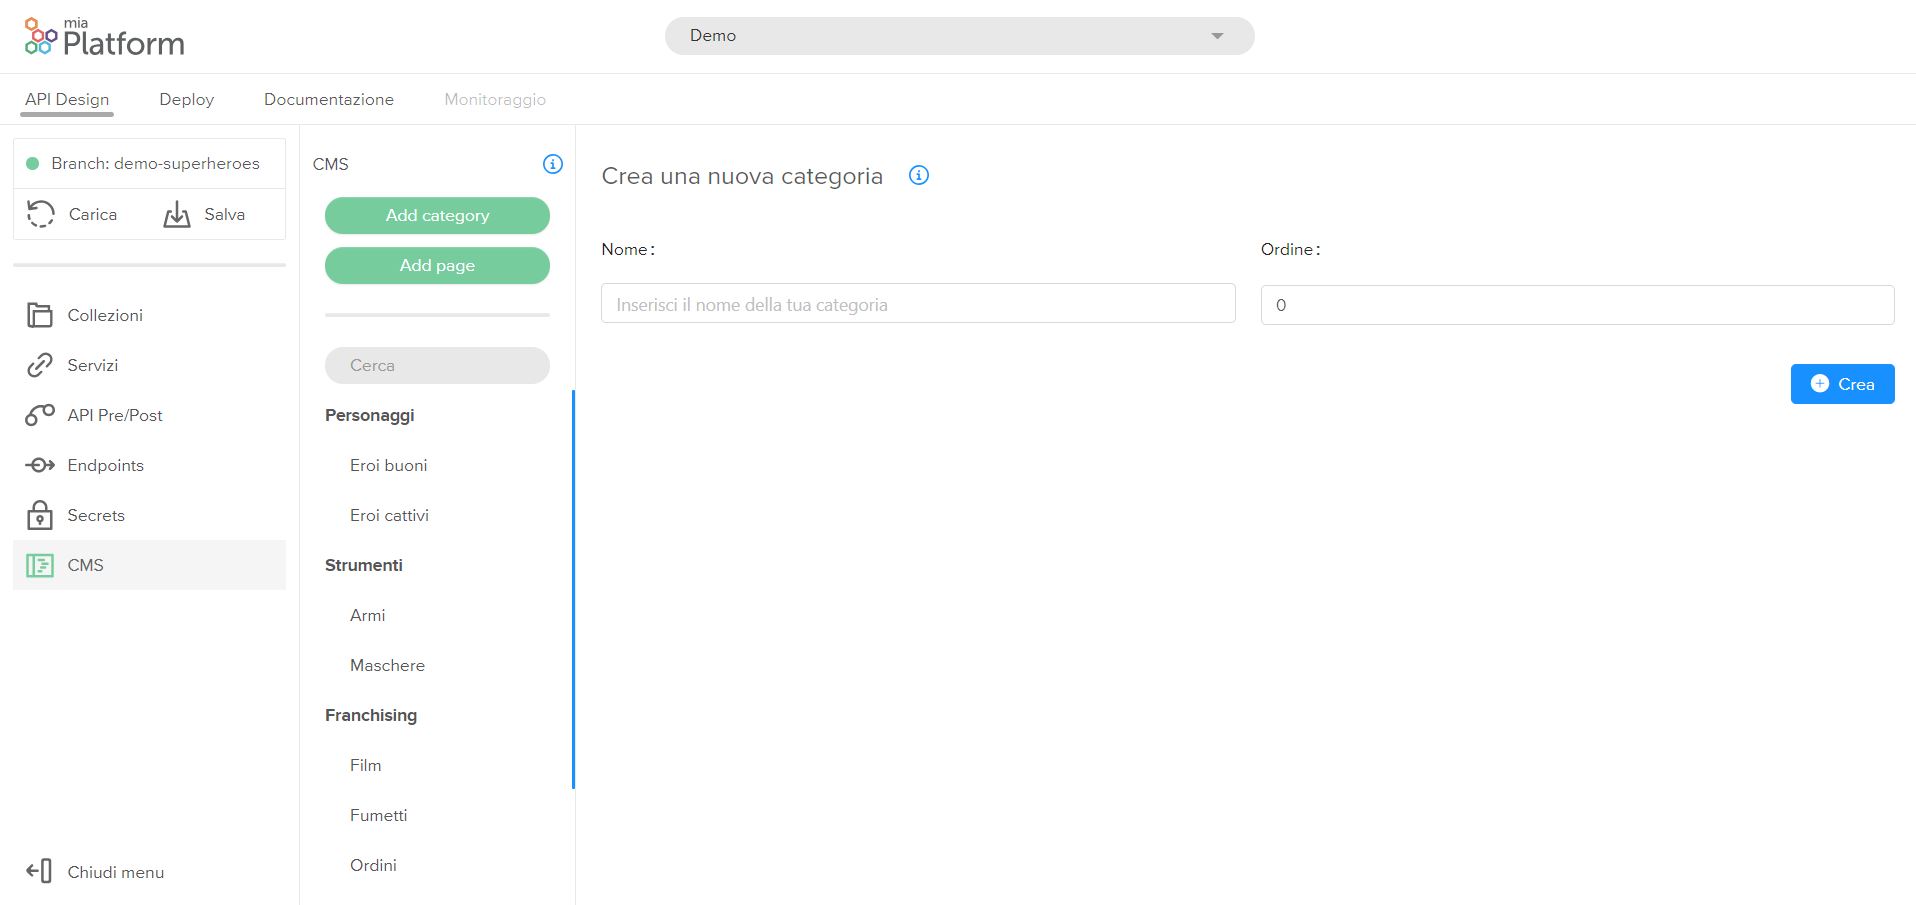 mia
Platform
Demo
API Design
Deploy
Documentazione
Monitoraggio
Branch: demo-superheroes
Carica
Salva
Collezioni
Servizi
API Pre/Post
Endpoints
Secrets
CMS
Chiudi menu
CMS
Add category
Add page
Cerca
Personaggi
Eroi buoni
Eroi cattivi
Strumenti
Armi
Maschere
Franchising
Film
Fumetti
Ordini
Crea una nuova categoria
Nome:
Inserisci il nome della tua categoria
Ordine:
0
Crea